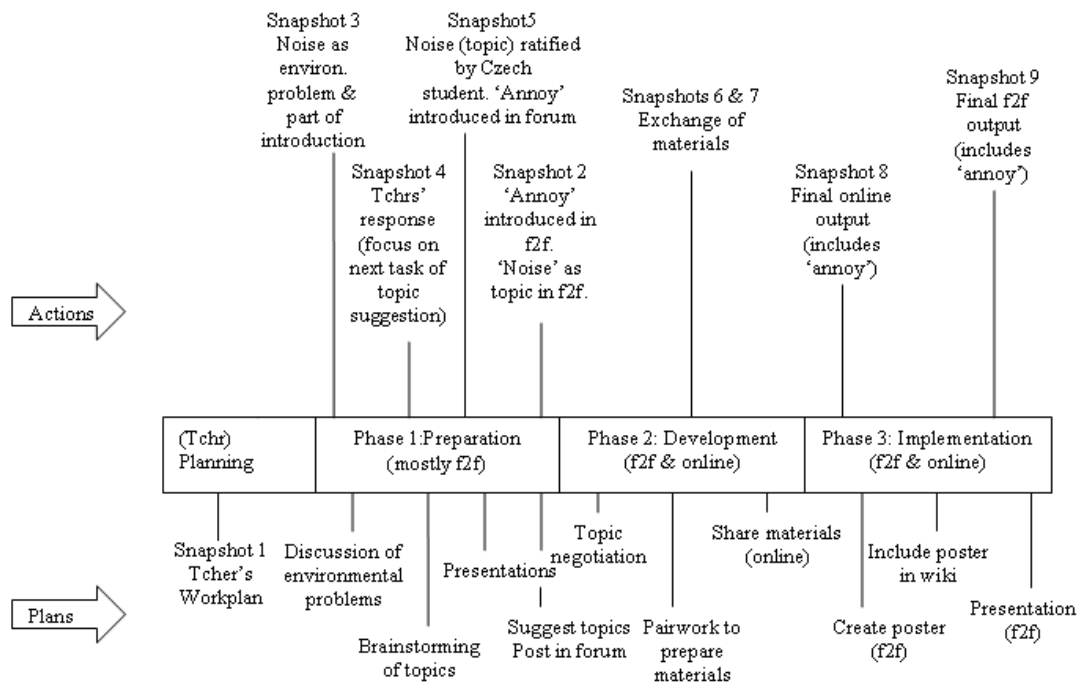 Snapshot 3
Noise as
environ.
problem &
part of
introduction
Snapshot5
Noise (topic) ratified
by Czech
student. ‘Annoy’
introduced in forum
Snapshot 4
Tchrs’
response
(focus on
next task of
topic
suggestion)
Snapshot 2
‘Annoy’
introduced in
f2f.
‘Noise’ as
topic in f2f.
Snapshots 6 & 7
Exchange of
materials
Snapshot 8
Final online
output
(includes
‘annoy’)
Snapshot 9
Final f2f
output
(includes
‘annoy’)
Actions
(Tchr)
Planning
Phase 1:Preparation
(mostly f2f)
Phase 2: Development
(f2f & online)
Phase 3: Implementation
(f2f & online)
Snapshot 1
Tcher’s
Workplan
Discussion of
environmental
problems
Brainstorming
of topics
Presentations
Suggest topics
Post in forum
Topic
negotiation
Pairwork to
prepare
materials
Share materials
(online)
Create poster
(f2f)
Include poster
in wiki
Presentation
(f2f)
Plans